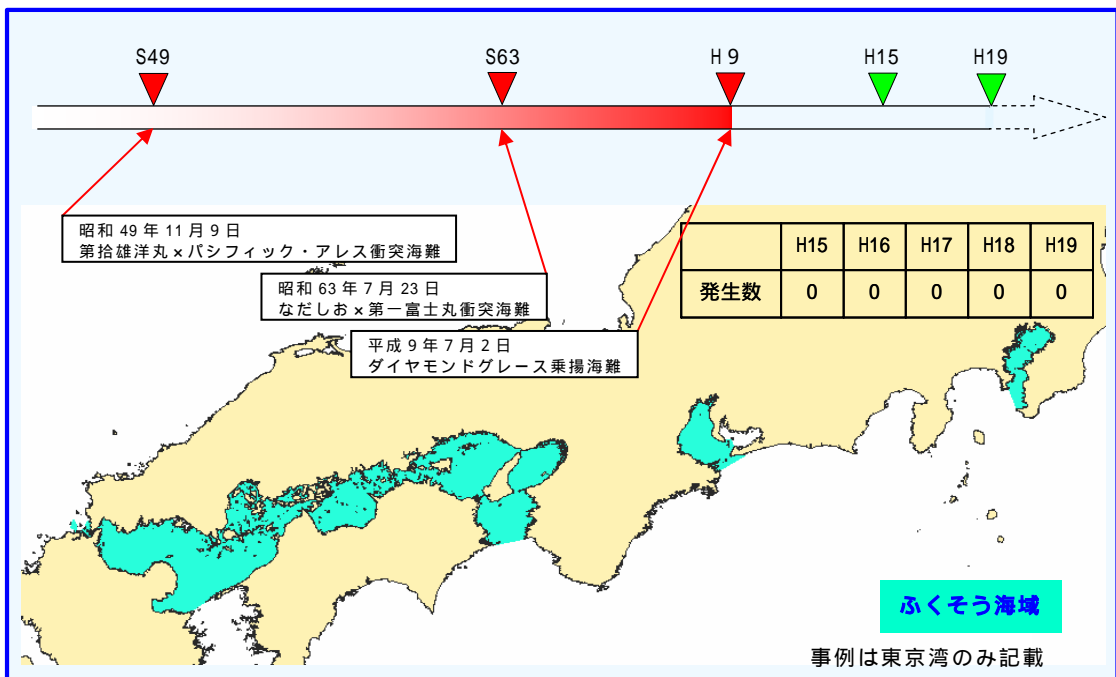 S49 S63 H9 H15 H19
昭和49年11月9日
第拾雄洋丸×パシフィック・アレス衝突海難
昭和63年7月23日
なだしお×第一富士丸衝突海難
平成9年7月2日
ダイヤモンドグレース乗揚海難
H15 H16 H17 H18 H19
発生数 0 0 0 0 0
ふくそう海域
事例は東京湾のみ記載